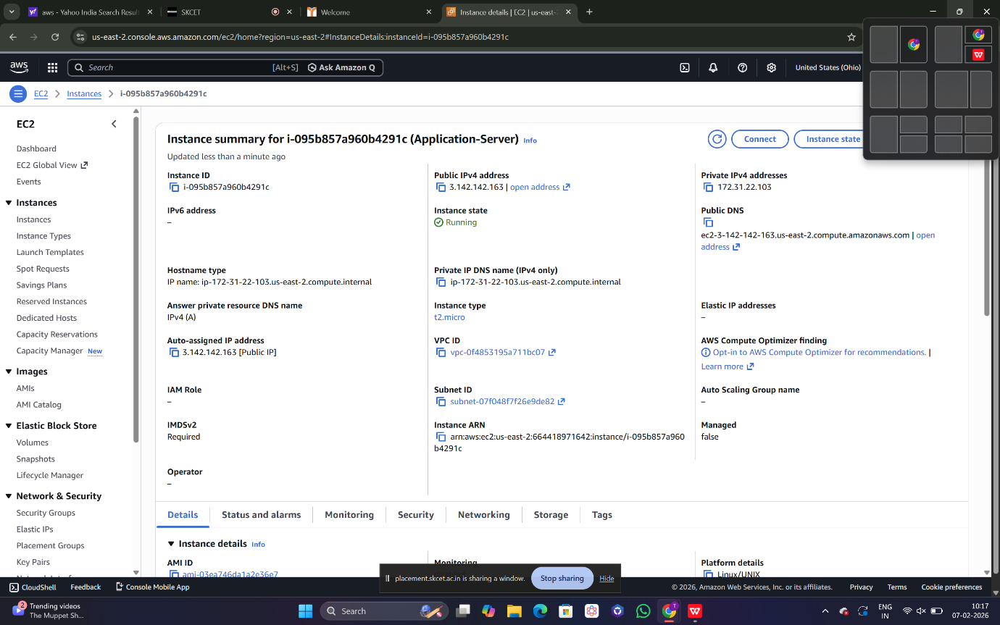 aws - Yahoo India Search Resul
SKCET
Welcome
Instance details | EC2 | us-east-
us-east-2.console.aws.amazon.com/ec2/home?region=us-east-2#InstanceDetails:instanceId=i-095b857a960b4291c
aws
Search
[Alt+S]
Ask Amazon Q
United States (Ohio)
EC2
Instances
i-095b857a960b4291c
EC2
Dashboard
EC2 Global View
Events
Instances
Instances
Instance Types
Launch Templates
Spot Requests
Savings Plans
Reserved Instances
Dedicated Hosts
Capacity Reservations
Capacity Manager New
Images
AMIs
AMI Catalog
Elastic Block Store
Volumes
Snapshots
Lifecycle Manager
Network & Security
Security Groups
Elastic IPs
Placement Groups
Key Pairs
Instance summary for i-095b857a960b4291c (Application-Server) Info
Updated less than a minute ago
Connect
Instance state
Instance ID
i-095b857a960b4291c
Public IPv4 address
3.142.142.163 | open address
Private IPv4 addresses
172.31.22.103
IPv6 address
–
Instance state
Running
Public DNS
ec2-3-142-142-163.us-east-2.compute.amazonaws.com | open
address
Hostname type
IP name: ip-172-31-22-103.us-east-2.compute.internal
Private IP DNS name (IPv4 only)
ip-172-31-22-103.us-east-2.compute.internal
Answer private resource DNS name
IPv4 (A)
Instance type
t2.micro
Elastic IP addresses
–
Auto-assigned IP address
3.142.142.163 [Public IP]
VPC ID
vpc-0f4853195a711bc07
AWS Compute Optimizer finding
Opt-in to AWS Compute Optimizer for recommendations. |
Learn more
IAM Role
–
Subnet ID
subnet-07f048f7f26e9de82
Auto Scaling Group name
–
IMDSv2
Required
Instance ARN
arn:aws:ec2:us-east-2:664418971642:instance/i-095b857a960
b4291c
Managed
false
Operator
–
Details
Status and alarms
Monitoring
Security
Networking
Storage
Tags
Instance details Info
AMI ID
ami-03ea746da1a2e36e7
Monitoring
Platform details
Linux/UNIX
placement.skcet.ac.in is sharing a window.
Stop sharing
Hide
CloudShell
Feedback
Console Mobile App
© 2026, Amazon Web Services, Inc. or its affiliates.
Privacy
Terms
Cookie preferences
2
Trending videos
The Muppet Sh...
Search
ENG
IN
10:17
07-02-2026